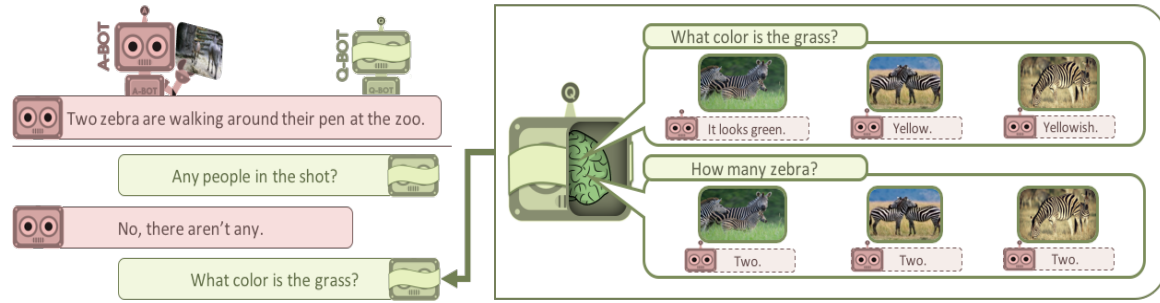 A
A-BOT
A-BOT
Q
Q-BOT
Q-BOT
Two zebra are walking around their pen at the zoo.
Any people in the shot?
No, there aren't any.
What color is the grass?
Q
What color is the grass?
It looks green.
Yellow.
Yellowish.
How many zebra?
Two.
Two.
Two.